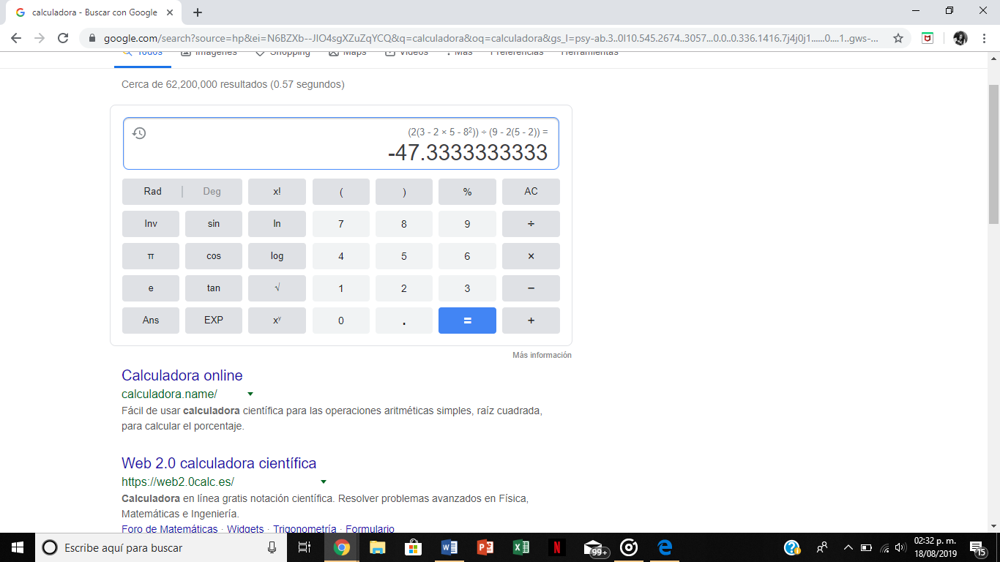 calculadora - Buscar con Google
google.com/search?source=hp&ei=N6BZXb--JIO4sgXZuZqYCQ&q=calculadora&oq=calculadora&gs_l=psy-ab.3..0l10.545.2674..3057...0.0..0.336.1416.7j4j0j1......0....1..gws-...
Todos Imágenes Shopping Maps Videos Más Preferencias Herramientas
Cerca de 62,200,000 resultados (0.57 segundos)
(2(3 - 2 × 5 - 8²)) ÷ (9 - 2(5 - 2)) =
-47.3333333333
Rad | Deg x! ( ) % AC
Inv sin ln 7 8 9 ÷
π cos log 4 5 6 ×
e tan √ 1 2 3 −
Ans EXP xʸ 0 . = +
Más información
Calculadora online
calculadora.name/
Fácil de usar calculadora científica para las operaciones aritméticas simples, raíz cuadrada,
para calcular el porcentaje.
Web 2.0 calculadora científica
https://web2.0calc.es/
Calculadora en línea gratis notación científica. Resolver problemas avanzados en Física,
Matemáticas e Ingeniería.
Foro de Matemáticas · Widgets · Trigonometría · Formulario
Escribe aquí para buscar
99+
02:32 p. m.
18/08/2019
15